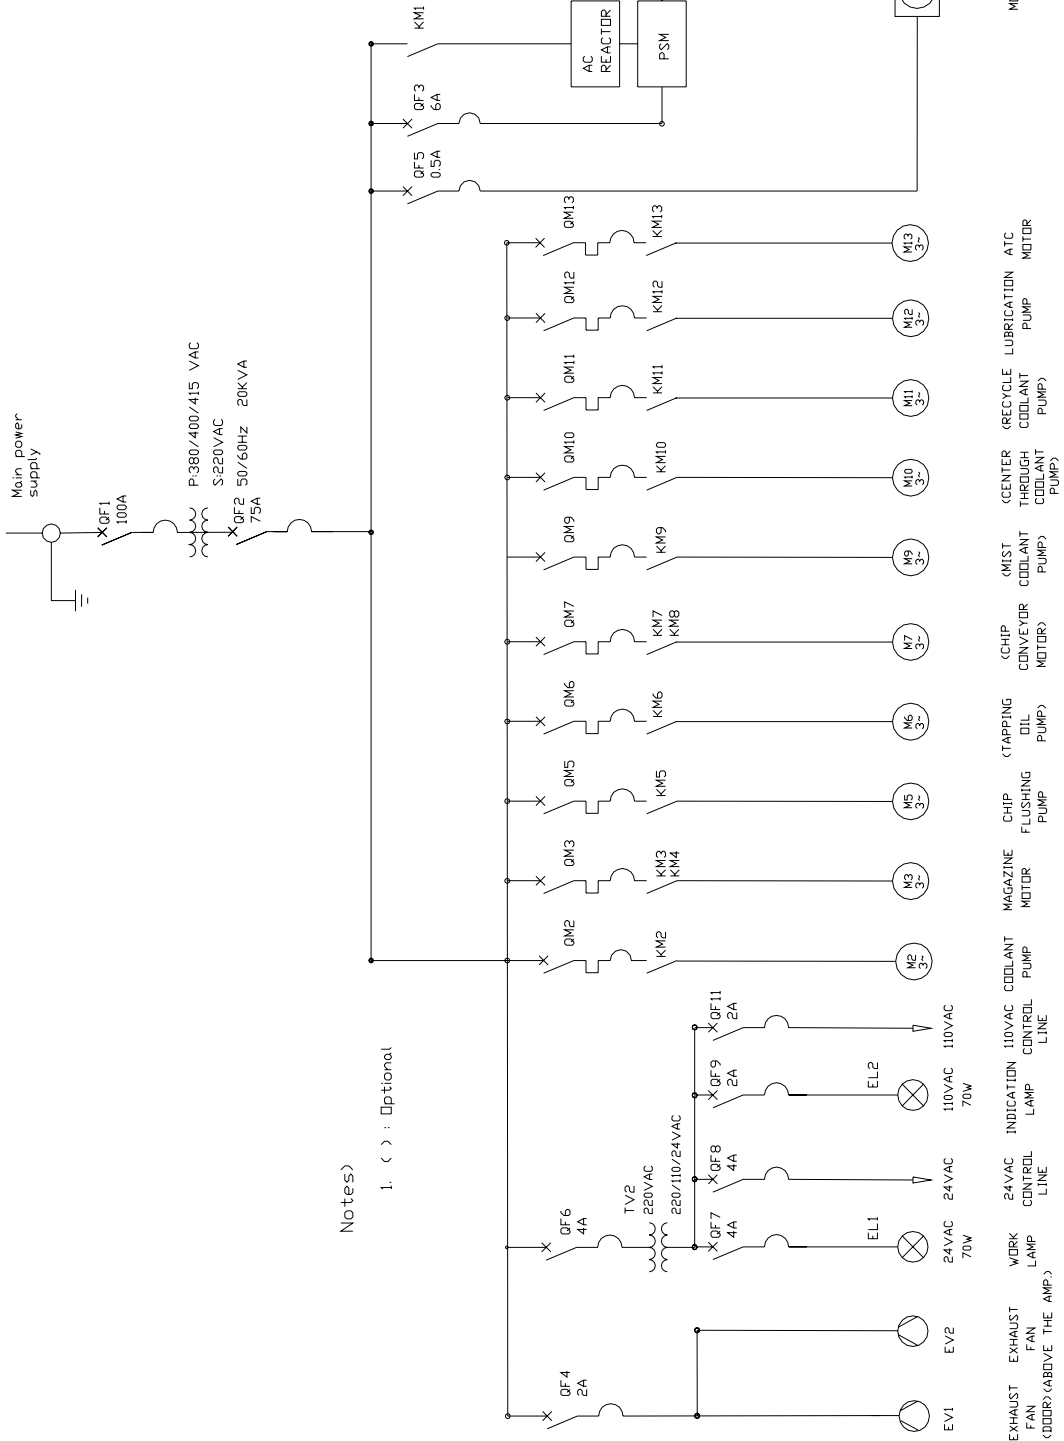 Main power
supply
QF1
100A
P:380/400/415 VAC
S:220VAC
50/60Hz 20KVA
QF2
75A
KM1
AC
REACTOR
PSM
QF3
6A
QF5
0.5A
QM13
KM13
M13
3~
ATC
MOTOR
QM12
KM12
M12
3~
LUBRICATION
PUMP
QM11
KM11
M11
3~
(RECYCLE
COOLANT
PUMP)
QM10
KM10
M10
3~
(CENTER
THROUGH
COOLANT
PUMP)
QM9
KM9
M9
3~
(MIST
COOLANT
PUMP)
QM7
KM7
KM8
M7
3~
(CHIP
CONVEYOR
MOTOR)
QM6
KM6
M6
3~
(TAPPING
OIL
PUMP)
QM5
KM5
M5
3~
CHIP
FLUSHING
PUMP
QM3
KM3
KM4
M3
3~
MAGAZINE
MOTOR
QM2
KM2
M2
3~
COOLANT
PUMP
Notes)
1. ( ) : Optional
QF11
2A
110VAC
110VAC
CONTROL
LINE
QF9
2A
EL2
110VAC
70W
INDICATION
LAMP
QF8
4A
24VAC
24VAC
CONTROL
LINE
QF6
4A
TV2
220VAC
220/110/24VAC
QF7
4A
EL1
24VAC
70W
WORK
LAMP
QF4
2A
EV2
EXHAUST
FAN
(ABOVE THE AMP.)
EV1
EXHAUST
FAN
(DOOR)